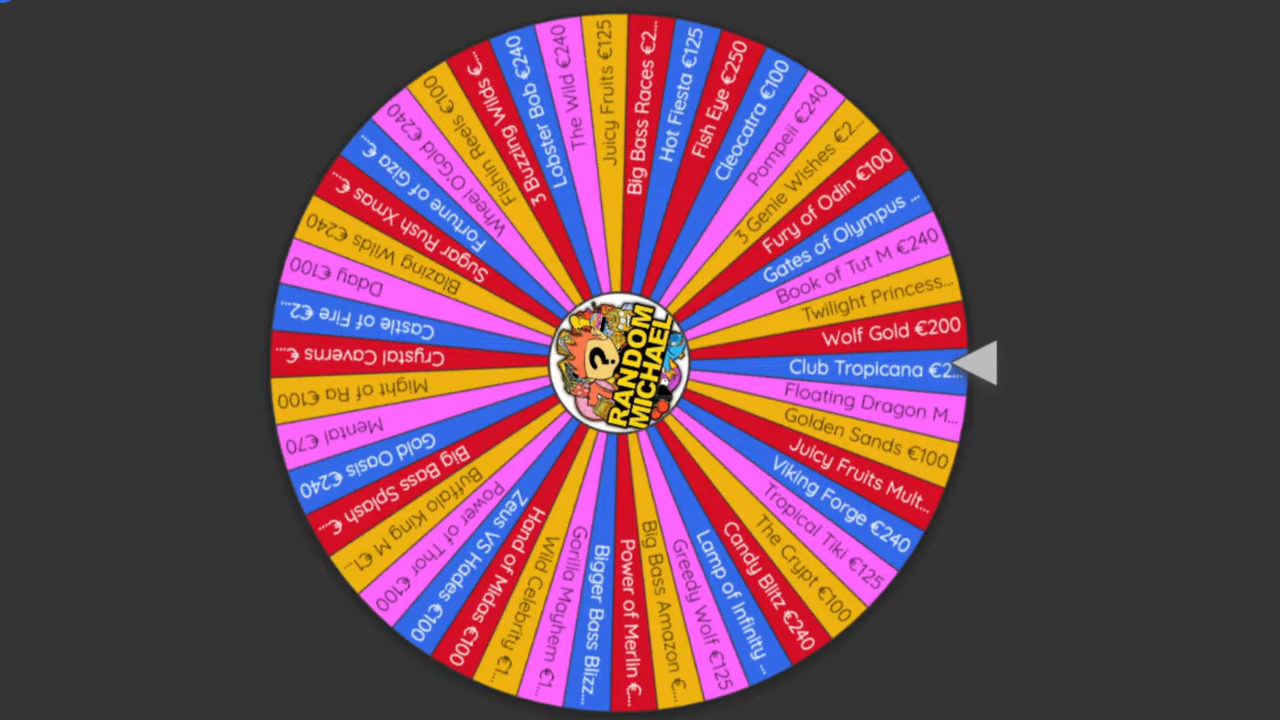 Juicy Fruits €125
Big Bass Races €2...
Hot Fiesta €125
Fish Eye €250
Cleocatra €100
Pompeii €240
3 Genie Wishes €2...
Fury of Odin €100
Gates of Olympus ...
Book of Tut M €240
Twilight Princess...
Wolf Gold €200
Club Tropicana €2...
Floating Dragon M...
Golden Sands €100
Juicy Fruits Mult...
Viking Forge €240
Tropical Tiki €125
The Crypt €100
Candy Blitz €240
Lamp of Infinity ...
Greedy Wolf €125
Big Bass Amazon €...
Power of Merlin €...
Bigger Bass Blizz...
Gorilla Mayhem €1...
Wild Celebrity €1...
Hand of Midas €100
Zeus VS Hades €100
Power of Thor €100
Buffalo King M €1...
Big Bass Splash €...
Gold Oasis €240
Mental €70
Might of Ra €100
Crystal Caverns €...
Castle of Fire €2...
Dday €100
Blazing Wilds €240
Sugar Rush Xmas €...
Fortune of Giza €...
Wheel O'Gold €240
Fishin Reels €100
3 Buzzing Wilds €...
Lobster Bob €240
The Wild €240
?
RANDOM
MICHAEL